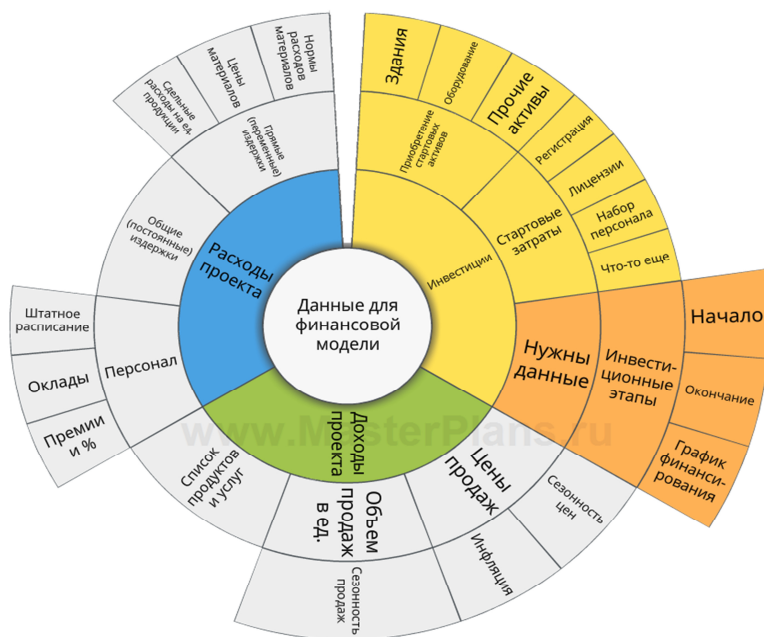 Данные для
финансовой
модели
Инвестиции
Приобретение
стартовых
активов
Здания
Оборудование
Прочие
активы
Стартовые
затраты
Регистрация
Лицензии
Набор
персонала
Что-то еще
Нужны
данные
Инвести-
ционные
этапы
Начало
Окончание
График
финанси-
рования
Доходы
проекта
Цены
продаж
Сезонность
цен
Инфляция
Объем
продаж
в ед.
Сезонность
продаж
Список
продуктов
и услуг
Расходы
проекта
Персонал
Штатное
расписание
Оклады
Премии
и %
Общие
(постоянные)
издержки
Прямые
(переменные)
издержки
Сдельные
расходы на ед.
продукции
Цены
материалов
Нормы
расходов
материалов
www.MasterPlans.ru